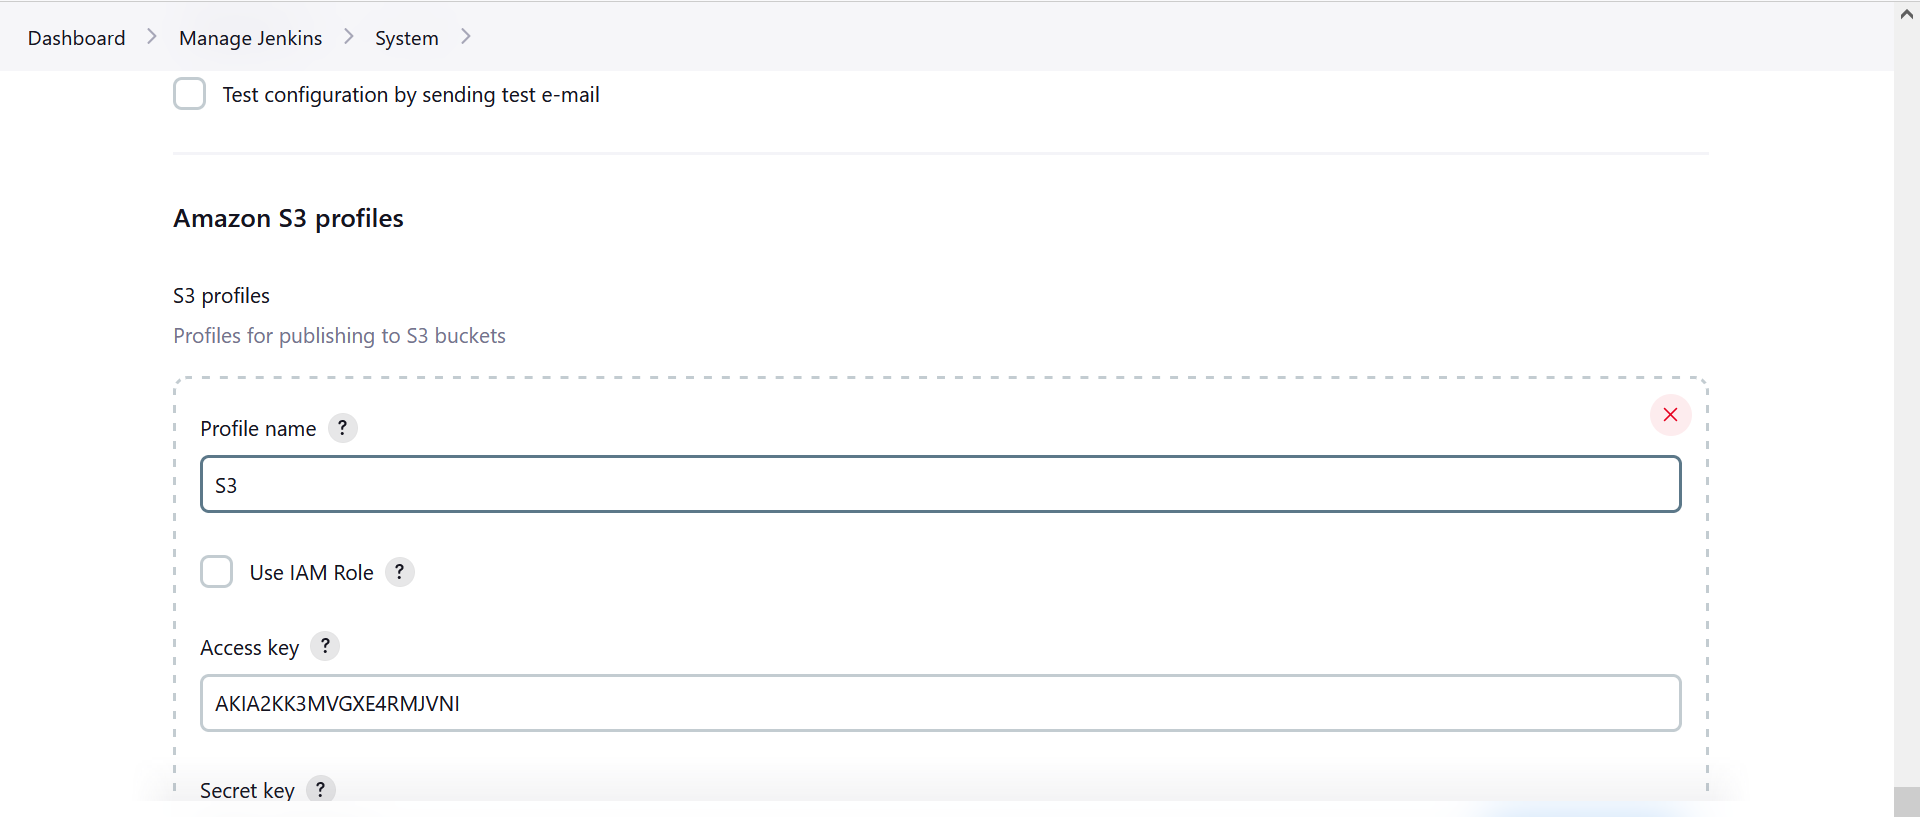 Dashboard > Manage Jenkins > System >
Test configuration by sending test e-mail
Amazon S3 profiles
S3 profiles
Profiles for publishing to S3 buckets
Profile name ?
S3
Use IAM Role ?
Access key ?
AKIA2KK3MVGXE4RMJVNI
Secret key ?